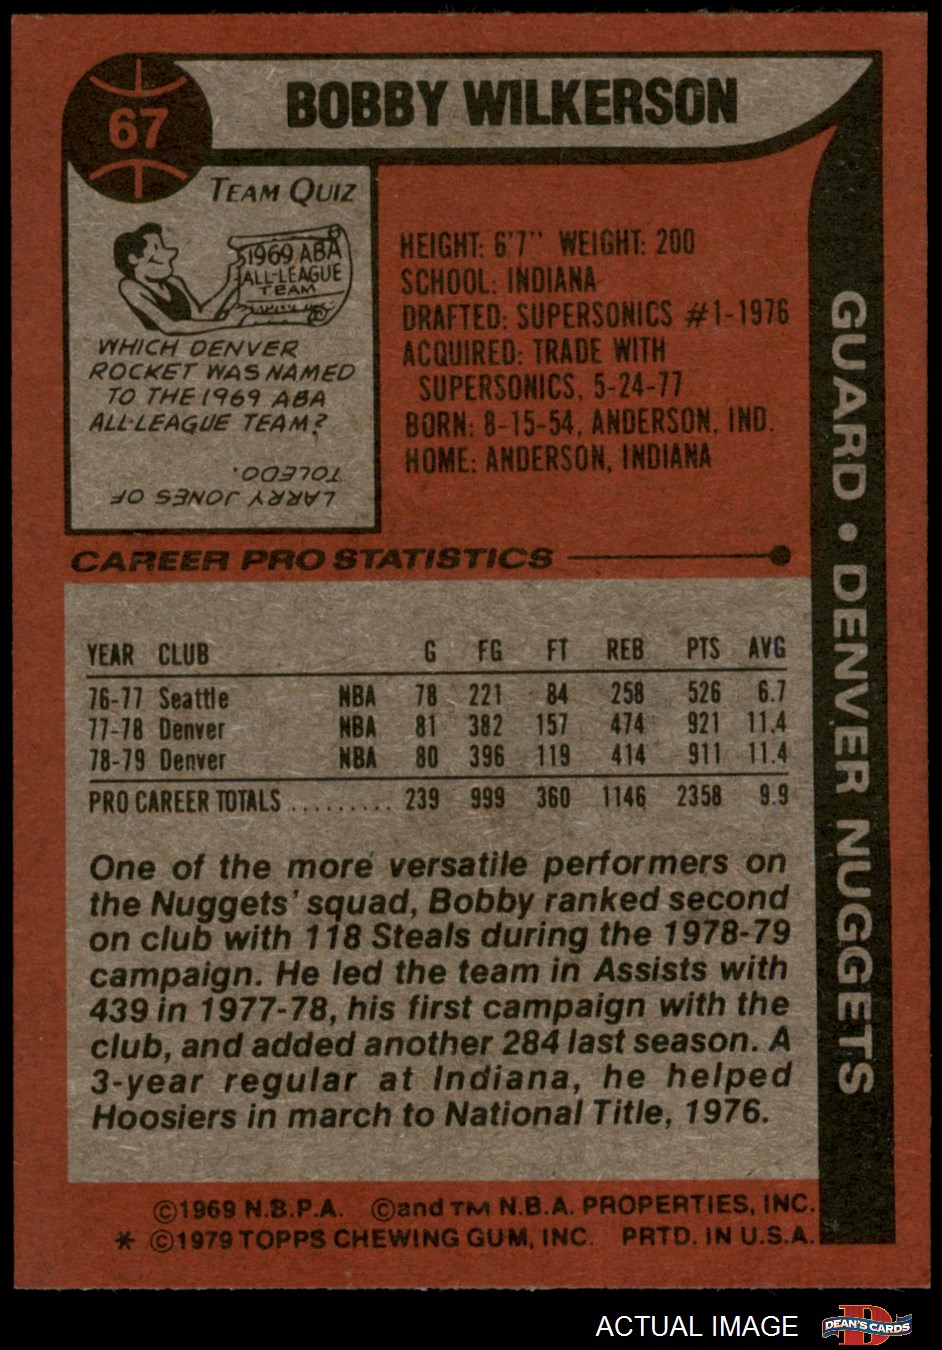 67
BOBBY WILKERSON
TEAM QUIZ
1969 ABA
ALL-LEAGUE
TEAM
WHICH DENVER
ROCKET WAS NAMED
TO THE 1969 ABA
ALL-LEAGUE TEAM?
LARRY JONES OF
TOLEDO.
HEIGHT: 6'7" WEIGHT: 200
SCHOOL: INDIANA
DRAFTED: SUPERSONICS #1-1976
ACQUIRED: TRADE WITH
SUPERSONICS, 5-24-77
BORN: 8-15-54, ANDERSON, IND.
HOME: ANDERSON, INDIANA
GUARD • DENVER NUGGETS
CAREER PRO STATISTICS
YEAR CLUB G FG FT REB PTS AVG
76-77 Seattle NBA 78 221 84 258 526 6.7
77-78 Denver NBA 81 382 157 474 921 11.4
78-79 Denver NBA 80 396 119 414 911 11.4
PRO CAREER TOTALS ......... 239 999 360 1146 2358 9.9
One of the more versatile performers on
the Nuggets' squad, Bobby ranked second
on club with 118 Steals during the 1978-79
campaign. He led the team in Assists with
439 in 1977-78, his first campaign with the
club, and added another 284 last season. A
3-year regular at Indiana, he helped
Hoosiers in march to National Title, 1976.
©1969 N.B.P.A. ©and TM N.B.A. PROPERTIES, INC.
* ©1979 TOPPS CHEWING GUM, INC. PRTD. IN U.S.A.
ACTUAL IMAGE
DEAN'S CARDS